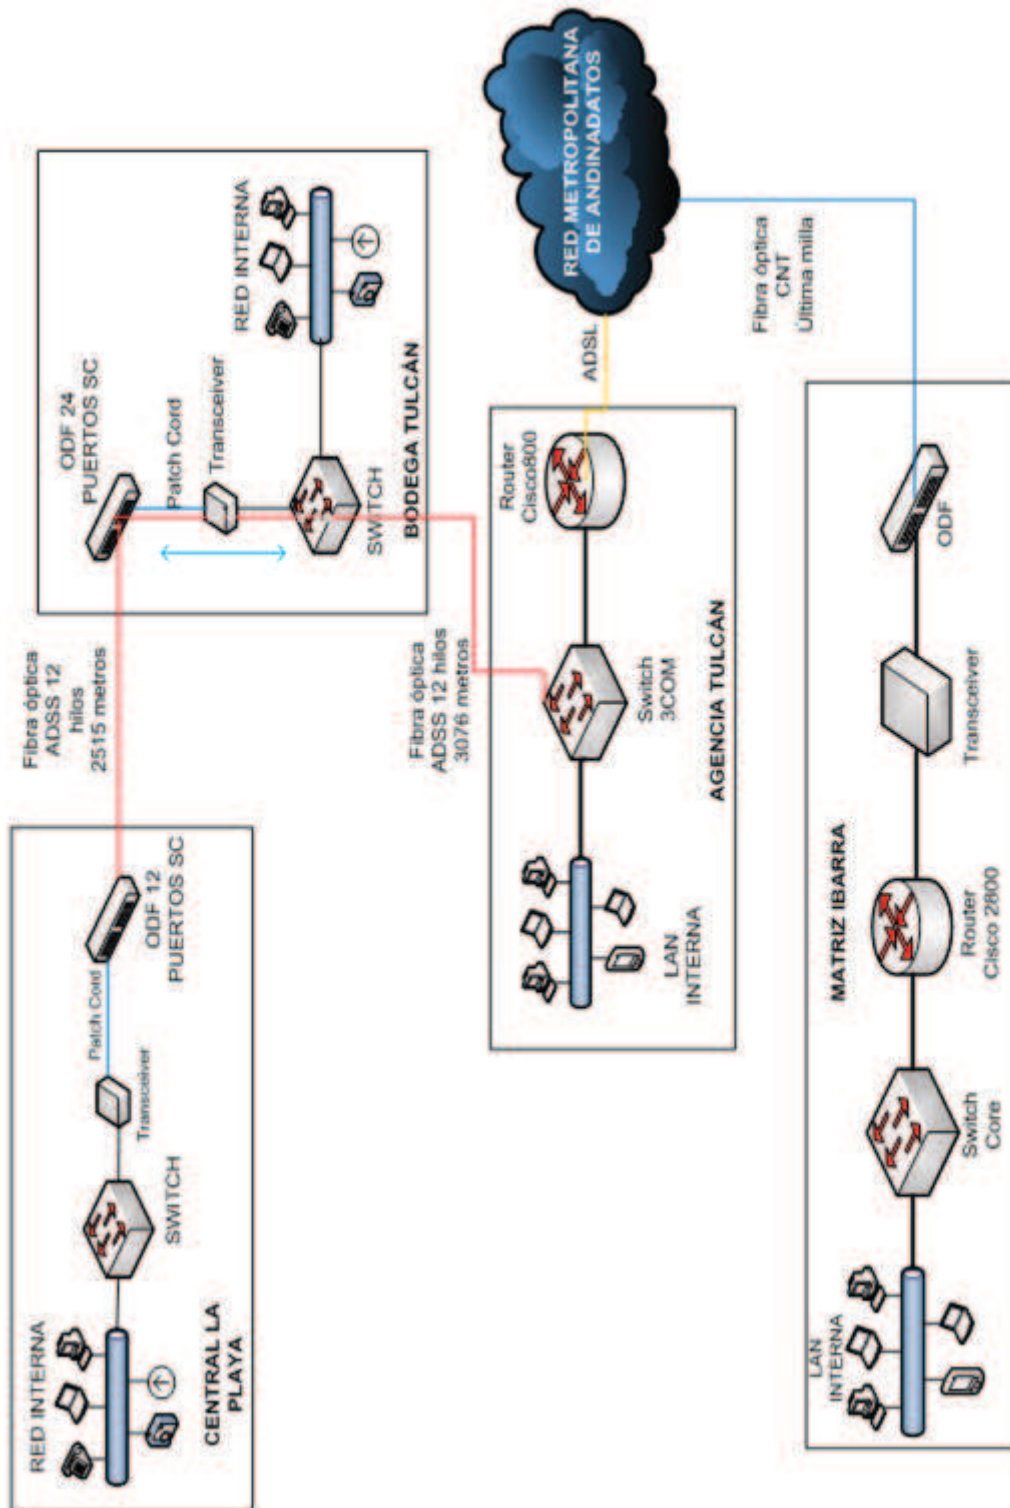 RED INTERNA
CENTRAL LA
PLAYA
SWITCH
Transceiver
Patch Cord
ODF 12
PUERTOS SC
Fibra óptica
ADSS 12
hilos
2515 metros
ODF 24
PUERTOS SC
Patch Cord
Transceiver
SWITCH
RED INTERNA
BODEGA TULCÁN
Fibra óptica
ADSS 12 hilos
3076 metros
LAN
INTERNA
Switch
3COM
Router
Cisco800
AGENCIA TULCÁN
ADSL
RED METROPOLITANA
DE ANDINADATOS
Fibra óptica
CNT
Última milla
MATRIZ IBARRA
LAN
INTERNA
Switch
Core
Router
Cisco 2800
Transceiver
ODF